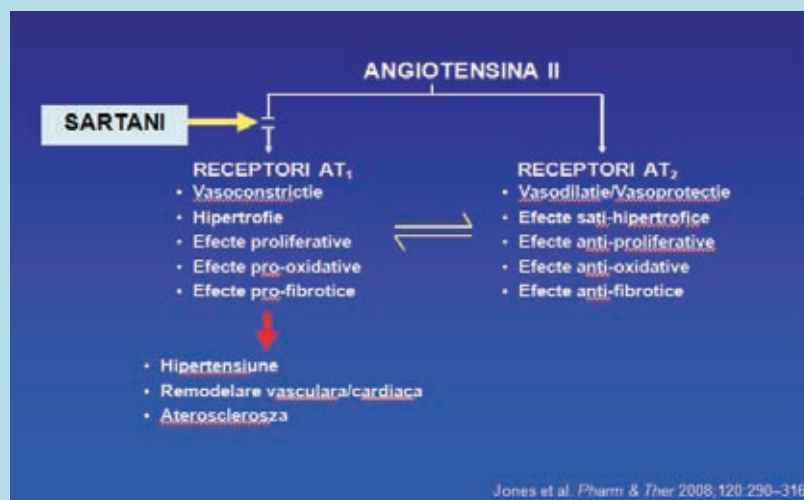 ANGIOTENSINA II
SARTANI
RECEPTORI AT₁
• Vasoconstrictie
• Hipertrofie
• Efecte proliferative
• Efecte pro-oxidative
• Efecte pro-fibrotice
RECEPTORI AT₂
• Vasodilatie/Vasoprotectie
• Efecte sati-hipertrofice
• Efecte anti-proliferative
• Efecte anti-oxidative
• Efecte anti-fibrotice
• Hipertensiune
• Remodelare vasculara/cardiaca
• Aterosclerosza
Jones et al. Pharm & Ther 2008;120:290–316